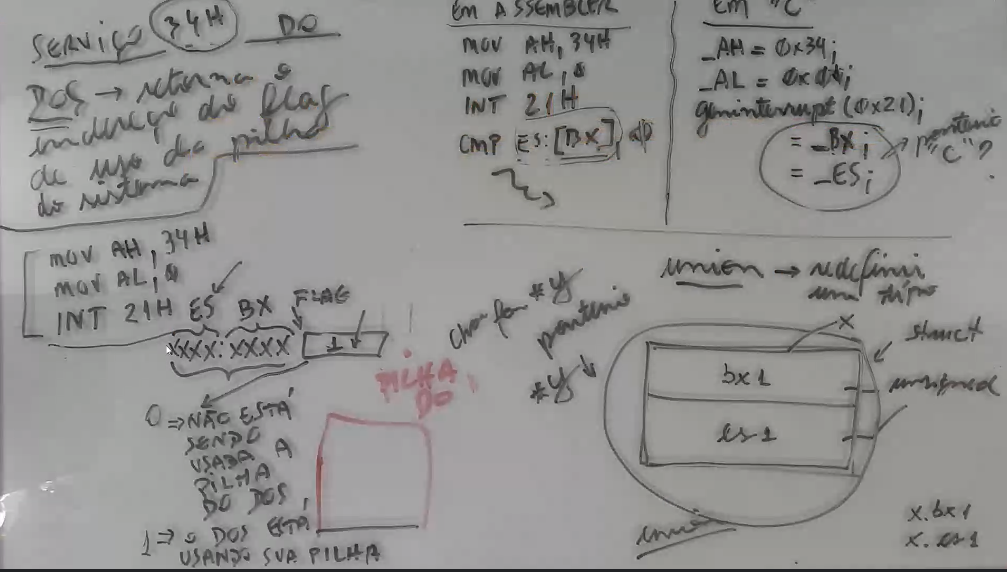 SERVIÇO 34H DO
DOS → retorna o
endereço do flag
de uso da pilha
do sistema
MOV AH, 34H
MOV AL, 0
INT 21H
ES BX FLAG
XXXX:XXXX 1
0 ⇒ NÃO ESTÁ
SENDO
USADA A
PILHA
DO DOS
1 ⇒ O DOS ESTÁ
USANDO SUA PILHA
PILHA
DO
EM ASSEMBLER
MOV AH, 34H
MOV AL, 0
INT 21H
CMP ES:[BX], 0
EM "C"
_AH = 0x34;
_AL = 0x00;
geninterrupt(0x21);
= _BX;
= _ES;
ponteiro
"C"?
union → redefinir
um tipo
char far *y
ponteiro
*y
x
struct
bx1
unsigned
es1
union
x.bx1
x.es1